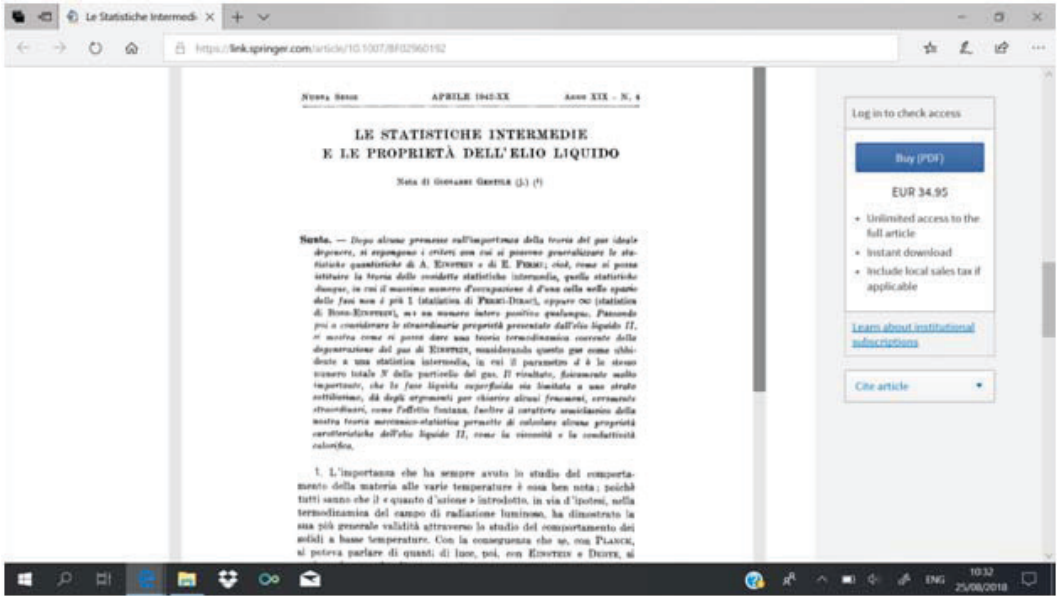 Le Statistiche Intermedi
https://link.springer.com/article/10.1007/BF02960192
NUOVA SERIE APRILE 1942-XX ANNO XIX - N. 4
LE STATISTICHE INTERMEDIE
E LE PROPRIETÀ DELL'ELIO LIQUIDO
Nota di GIOVANNI GENTILE (j.) (¹)
Sunto. — Dopo alcune premesse sull'importanza della teoria del gas ideale
degenere, si espongono i criteri con cui si possono generalizzare le sta-
tistiche quantistiche di A. EINSTEIN e di E. FERMI; cioè, come si possa
istituire la teoria delle cosidette statistiche intermedie, quelle statistiche
dunque, in cui il massimo numero d'occupazione d d'una cella nello spazio
delle fasi non è più 1 (statistica di FERMI-DIRAC), oppure ∞ (statistica
di BOSE-EINSTEIN), ma un numero intero positivo qualunque. Passando
poi a considerare le straordinarie proprietà presentate dall'elio liquido II,
si mostra come si possa dare una teoria termodinamica coerente della
degenerazione del gas di EINSTEIN, considerando questo gas come ubbi-
diente a una statistica intermedia, in cui il parametro d è lo stesso
numero totale N delle particelle del gas. Il risultato, fisicamente molto
importante, che la fase liquida superfluida sia limitata a uno strato
sottilissimo, dà degli argomenti per chiarire alcuni fenomeni, veramente
straordinari, come l'effetto fontana. Inoltre il carattere semiclassico della
nostra teoria meccanico-statistica permette di calcolare alcune proprietà
caratteristiche dell'elio liquido II, come la viscosità e la conduttività
calorifica.
1. L'importanza che ha sempre avuto lo studio del comporta-
mento della materia alle varie temperature è cosa ben nota; poichè
tutti sanno che il « quanto d'azione » introdotto, in via d'ipotesi, nella
termodinamica del campo di radiazione luminoso, ha dimostrato la
sua più generale validità attraverso lo studio del comportamento dei
solidi a basse temperature. Con la conseguenza che se, con PLANCK,
si poteva parlare di quanti di luce, poi, con EINSTEIN e DEBYE, si
Log in to check access
Buy (PDF)
EUR 34.95
• Unlimited access to the
full article
• Instant download
• Include local sales tax if
applicable
Learn about institutional
subscriptions
Cite article
ENG
10:32
25/08/2018